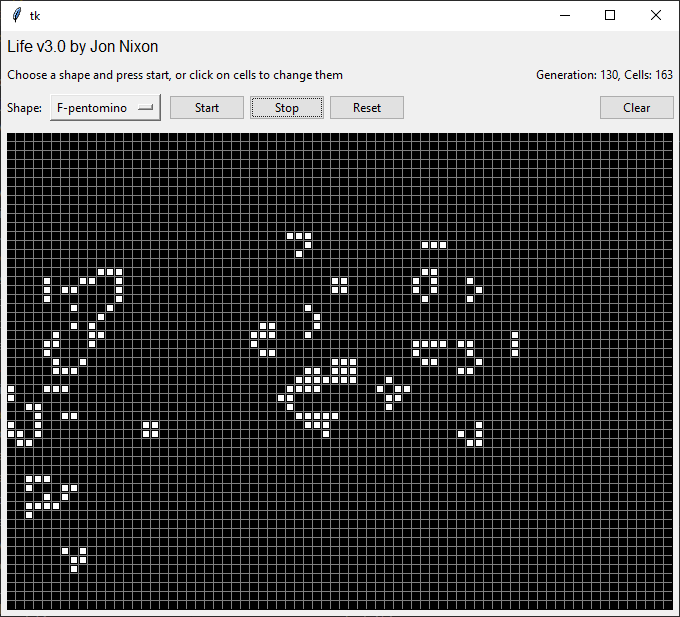 tk
Life v3.0 by Jon Nixon
Choose a shape and press start, or click on cells to change them
Generation: 130, Cells: 163
Shape: F-pentomino Start Stop Reset Clear